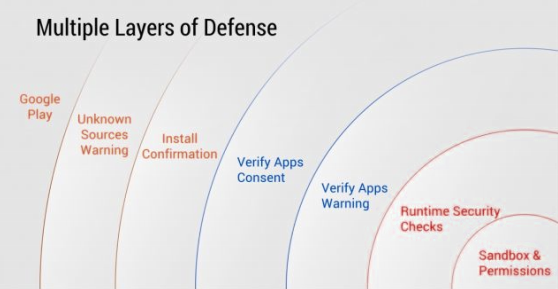 Multiple Layers of Defense
Google
Play
Unknown
Sources
Warning
Install
Confirmation
Verify Apps
Consent
Verify Apps
Warning
Runtime Security
Checks
Sandbox &
Permissions